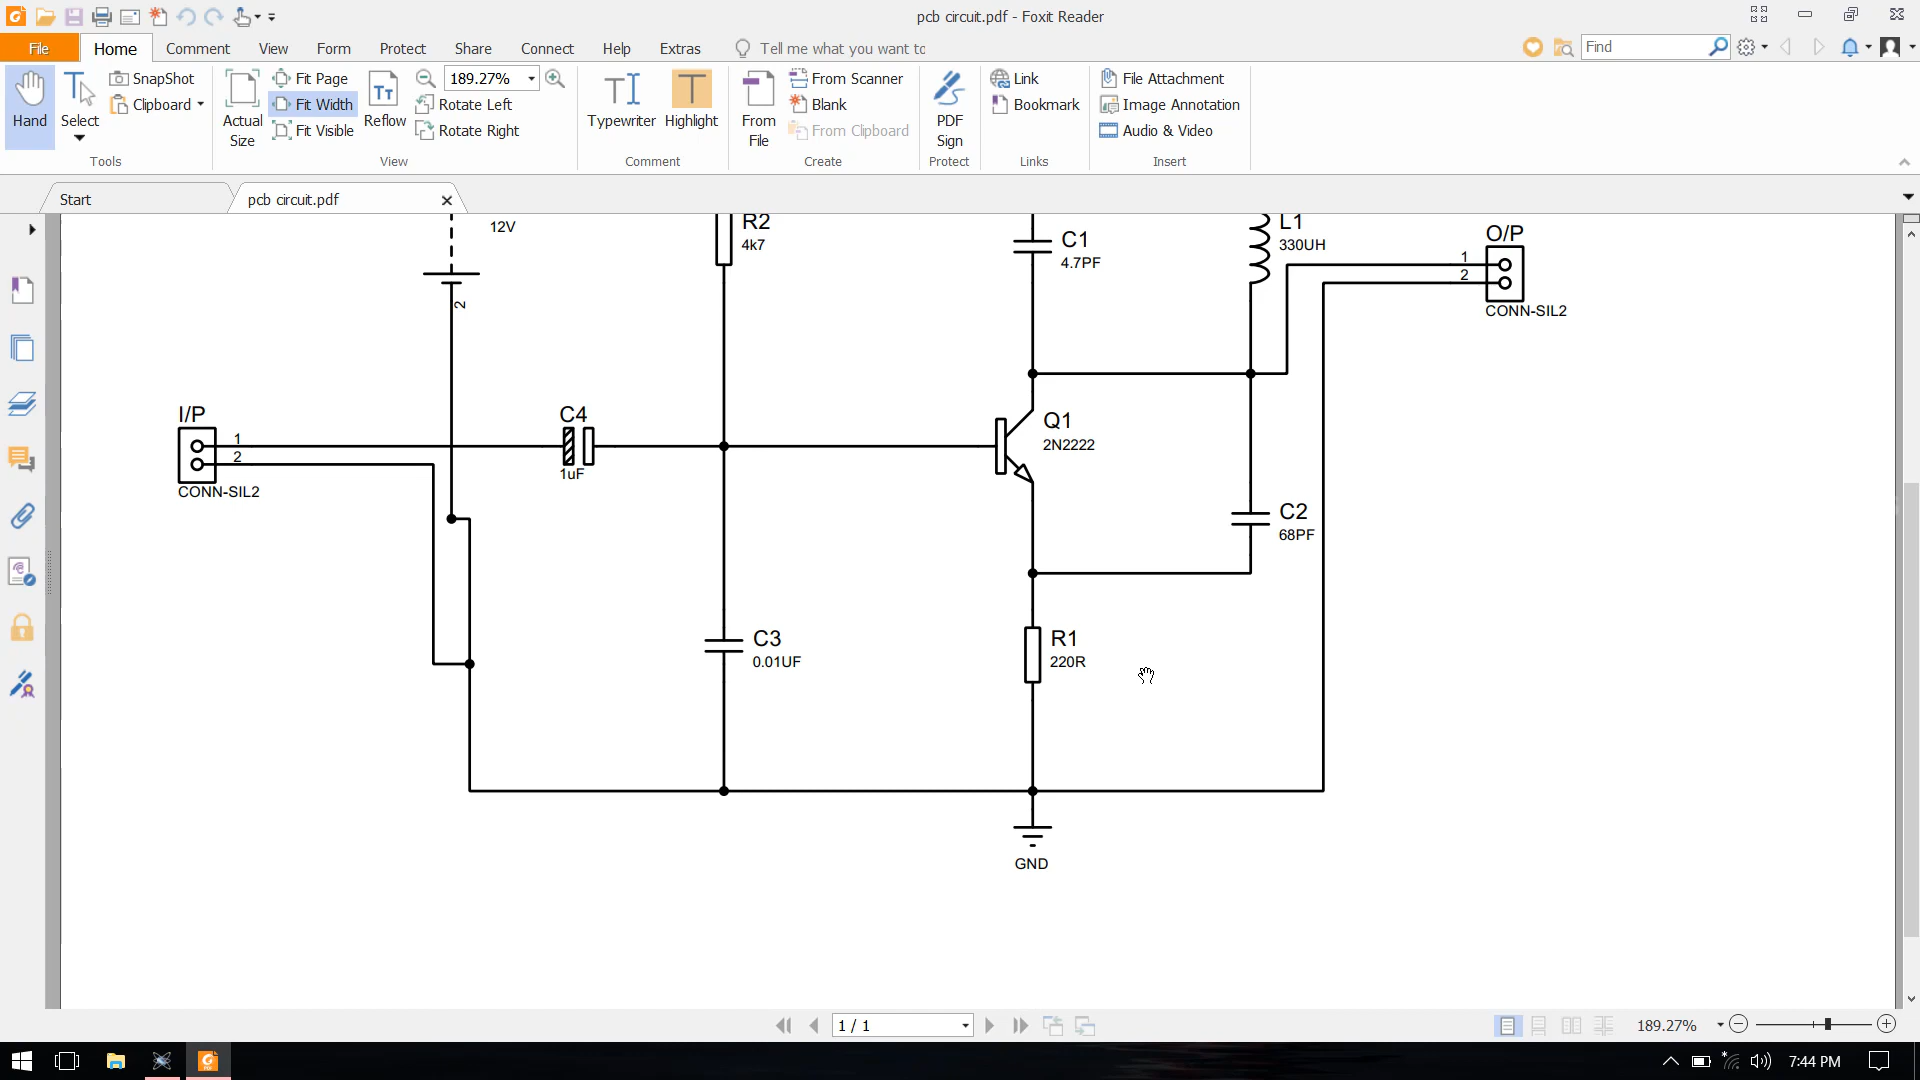 pcb circuit.pdf - Foxit Reader
File Home Comment View Form Protect Share Connect Help Extras Tell me what you want to Find
Hand
Select
SnapShot
Clipboard
Tools
Actual
Size
Fit Page
Fit Width
Fit Visible
Reflow
189.27%
Rotate Left
Rotate Right
View
Typewriter
Highlight
Comment
From
File
From Scanner
Blank
From Clipboard
Create
PDF
Sign
Protect
Link
Bookmark
Links
File Attachment
Image Annotation
Audio & Video
Insert
Start
pcb circuit.pdf
12V
2
R2
4k7
C1
4.7PF
L1
330UH
O/P
1
2
CONN-SIL2
I/P
1
2
CONN-SIL2
C4
1uF
Q1
2N2222
C2
68PF
C3
0.01UF
R1
220R
GND
1 / 1
189.27%
7:44 PM